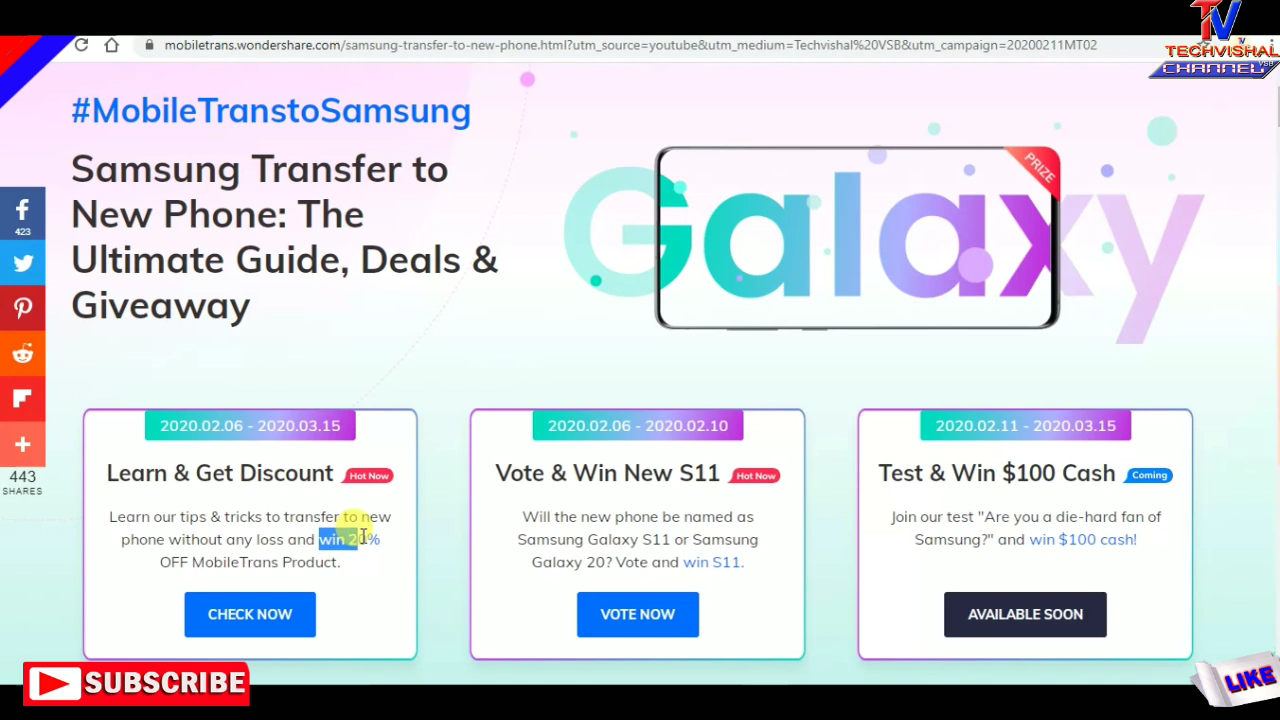 mobiletrans.wondershare.com/samsung-transfer-to-new-phone.html?utm_source=youtube&utm_medium=Techvishal%20VSB&utm_campaign=20200211MT02
TV
TECHVISHAL
CHANNEL VSB
#MobileTranstoSamsung
Samsung Transfer to
New Phone: The
Ultimate Guide, Deals &
Giveaway
Galaxy
PRIZE
423
443
SHARES
2020.02.06 - 2020.03.15
Learn & Get Discount Hot Now
Learn our tips & tricks to transfer to new
phone without any loss and win 20%
OFF MobileTrans Product.
CHECK NOW
2020.02.06 - 2020.02.10
Vote & Win New S11 Hot Now
Will the new phone be named as
Samsung Galaxy S11 or Samsung
Galaxy 20? Vote and win S11.
VOTE NOW
2020.02.11 - 2020.03.15
Test & Win $100 Cash Coming
Join our test "Are you a die-hard fan of
Samsung?" and win $100 cash!
AVAILABLE SOON
SUBSCRIBE
LIKE